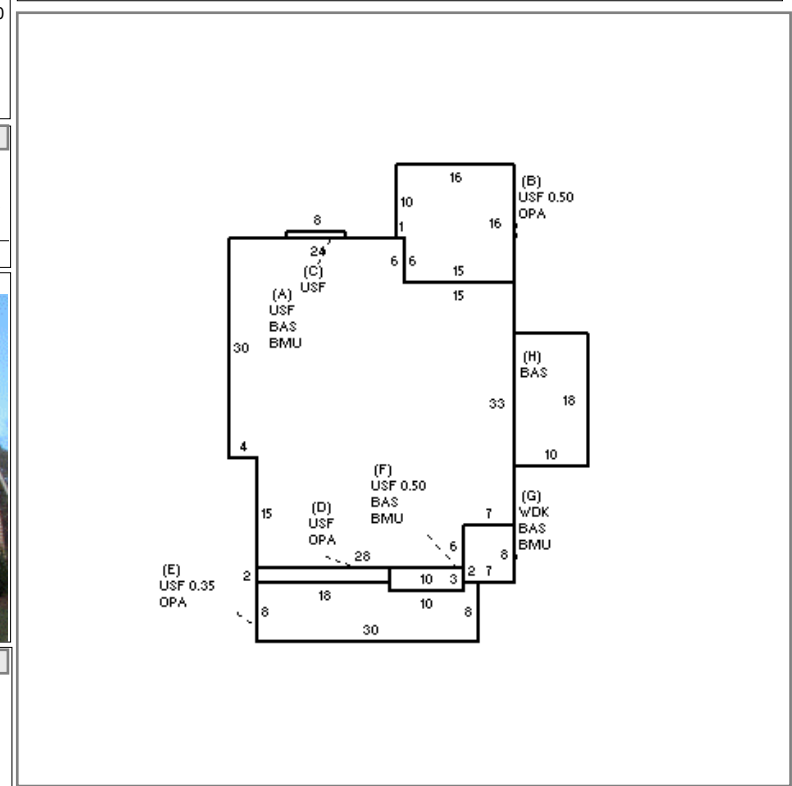 16
(B)
USF 0.50
OPA
10
16
1
8
24
6
6
15
15
(C)
USF
(A)
USF
BAS
BMU
30
(H)
BAS
33
18
4
10
(F)
USF 0.50
BAS
BMU
(G)
WDK
BAS
BMU
15
(D)
USF
OPA
7
28
6
8
(E)
USF 0.35
OPA
2
10
3
2
7
18
10
8
8
30